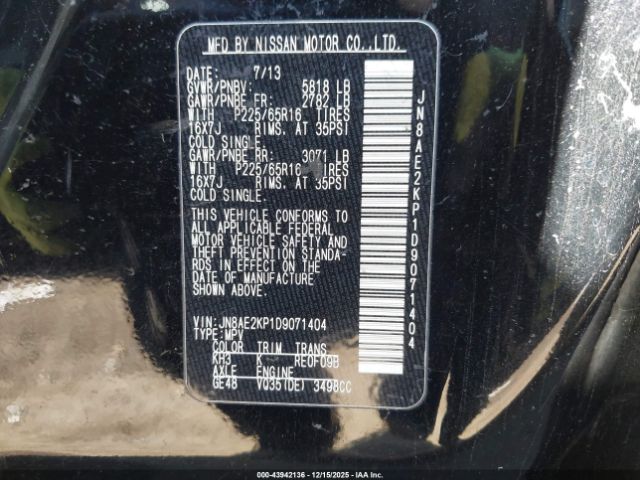 MFD BY NISSAN MOTOR CO.,LTD.
DATE: 7/13
GVWR/PNBV: 5818 LB
GAWR/PNBE FR: 2782 LB
WITH P225/65R16 TIRES
16X7J RIMS. AT 35PSI
COLD SINGLE.
GAWR/PNBE RR: 3071 LB
WITH P225/65R16 TIRES
16X7J RIMS. AT 35PSI
COLD SINGLE.
THIS VEHICLE CONFORMS TO
ALL APPLICABLE FEDERAL
MOTOR VEHICLE SAFETY AND
THEFT PREVENTION STANDA-
RDS IN EFFECT ON THE
DATE OF MANUFACTURE
SHOWN ABOVE.
VIN:JN8AE2KP1D9071404
TYPE:MPV
COLOR TRIM TRANS
KH3 K RE0F09B
AXLE ENGINE
GE48 VQ35(DE) 3498CC
JN8AE2KP1D9071404
000-43942136 - 12/15/2025 - IAAI, Inc.